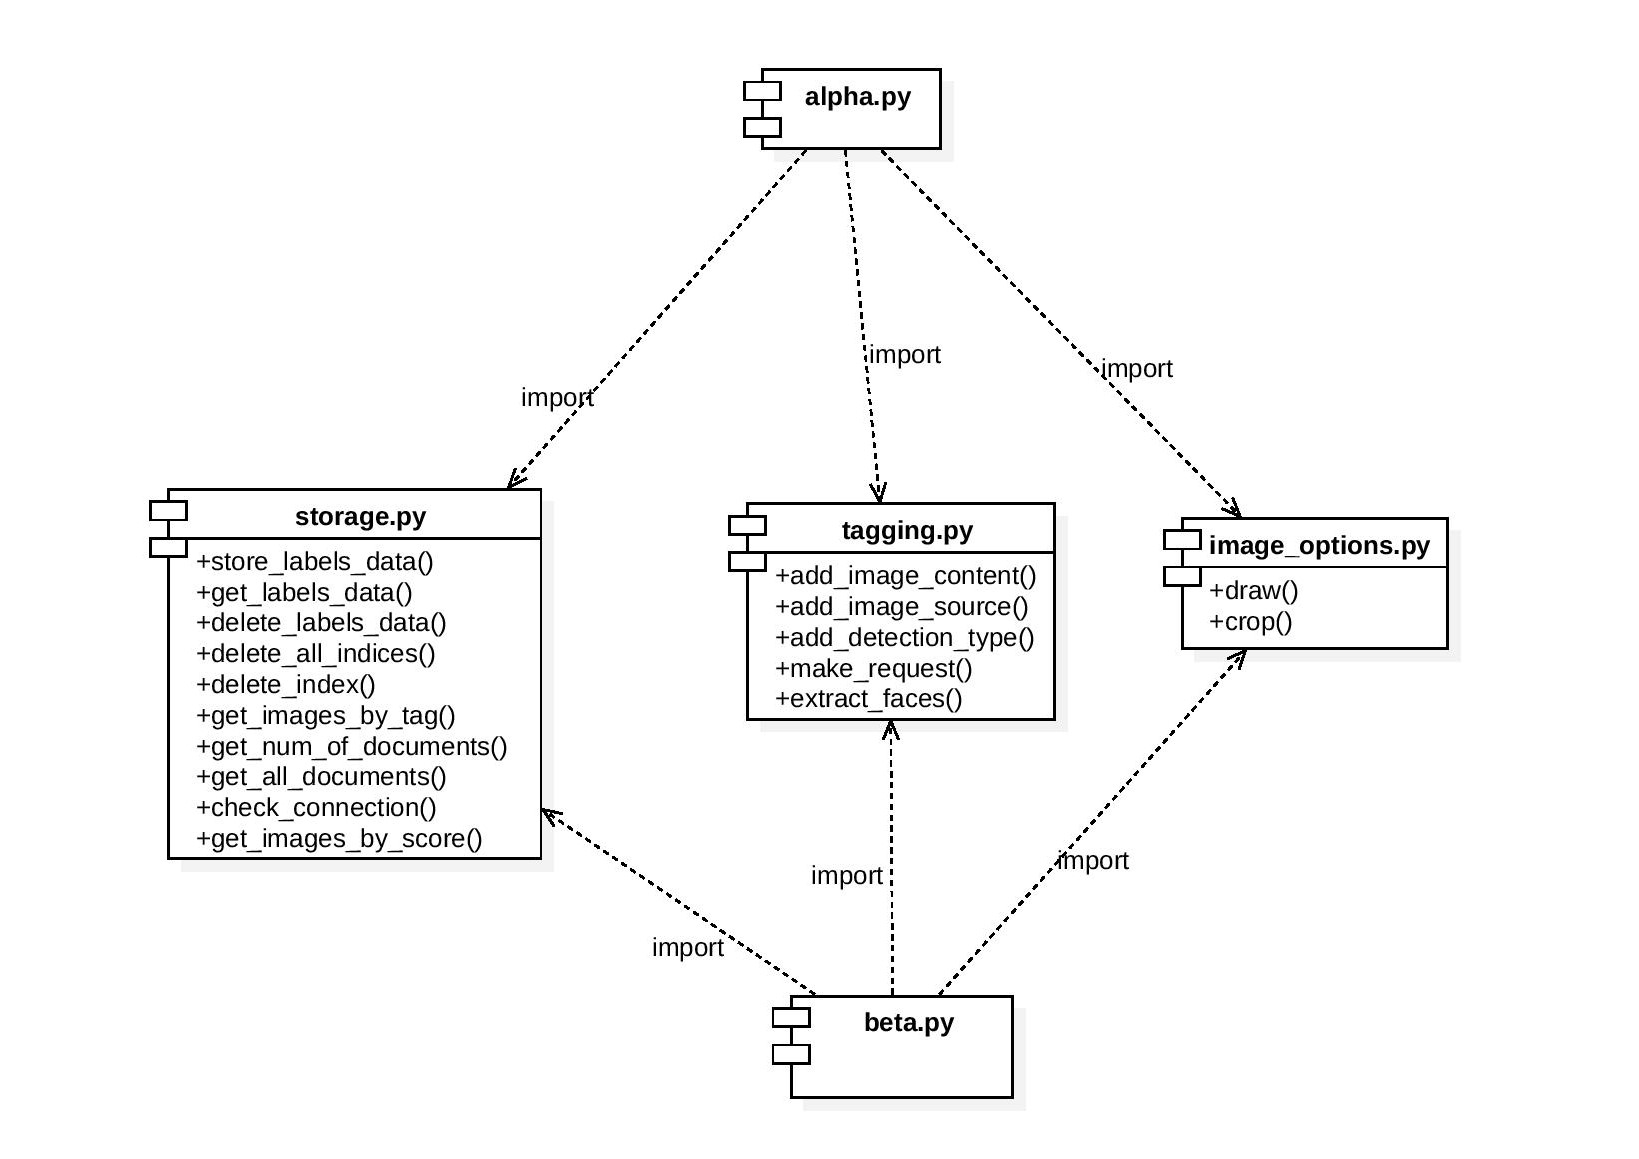 alpha.py
import
import
import
storage.py
+store_labels_data()
+get_labels_data()
+delete_labels_data()
+delete_all_indices()
+delete_index()
+get_images_by_tag()
+get_num_of_documents()
+get_all_documents()
+check_connection()
+get_images_by_score()
tagging.py
+add_image_content()
+add_image_source()
+add_detection_type()
+make_request()
+extract_faces()
image_options.py
+draw()
+crop()
import
import
import
beta.py